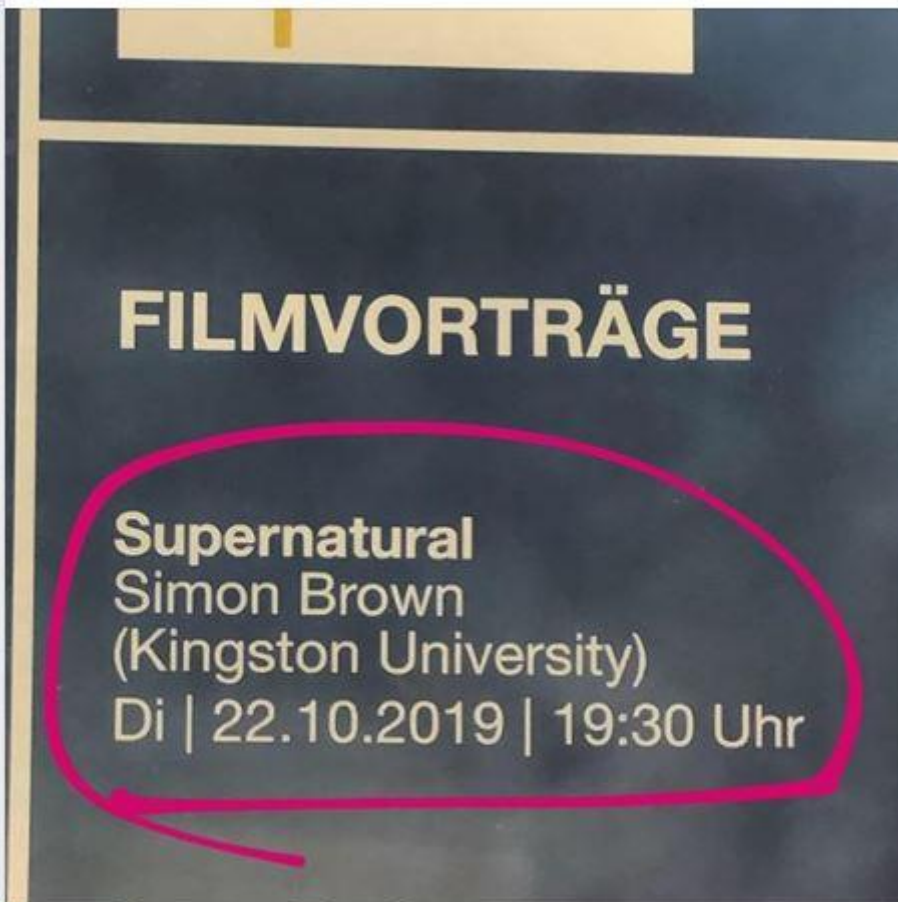 FILMVORTRÄGE
Supernatural
Simon Brown
(Kingston University)
Di | 22.10.2019 | 19:30 Uhr